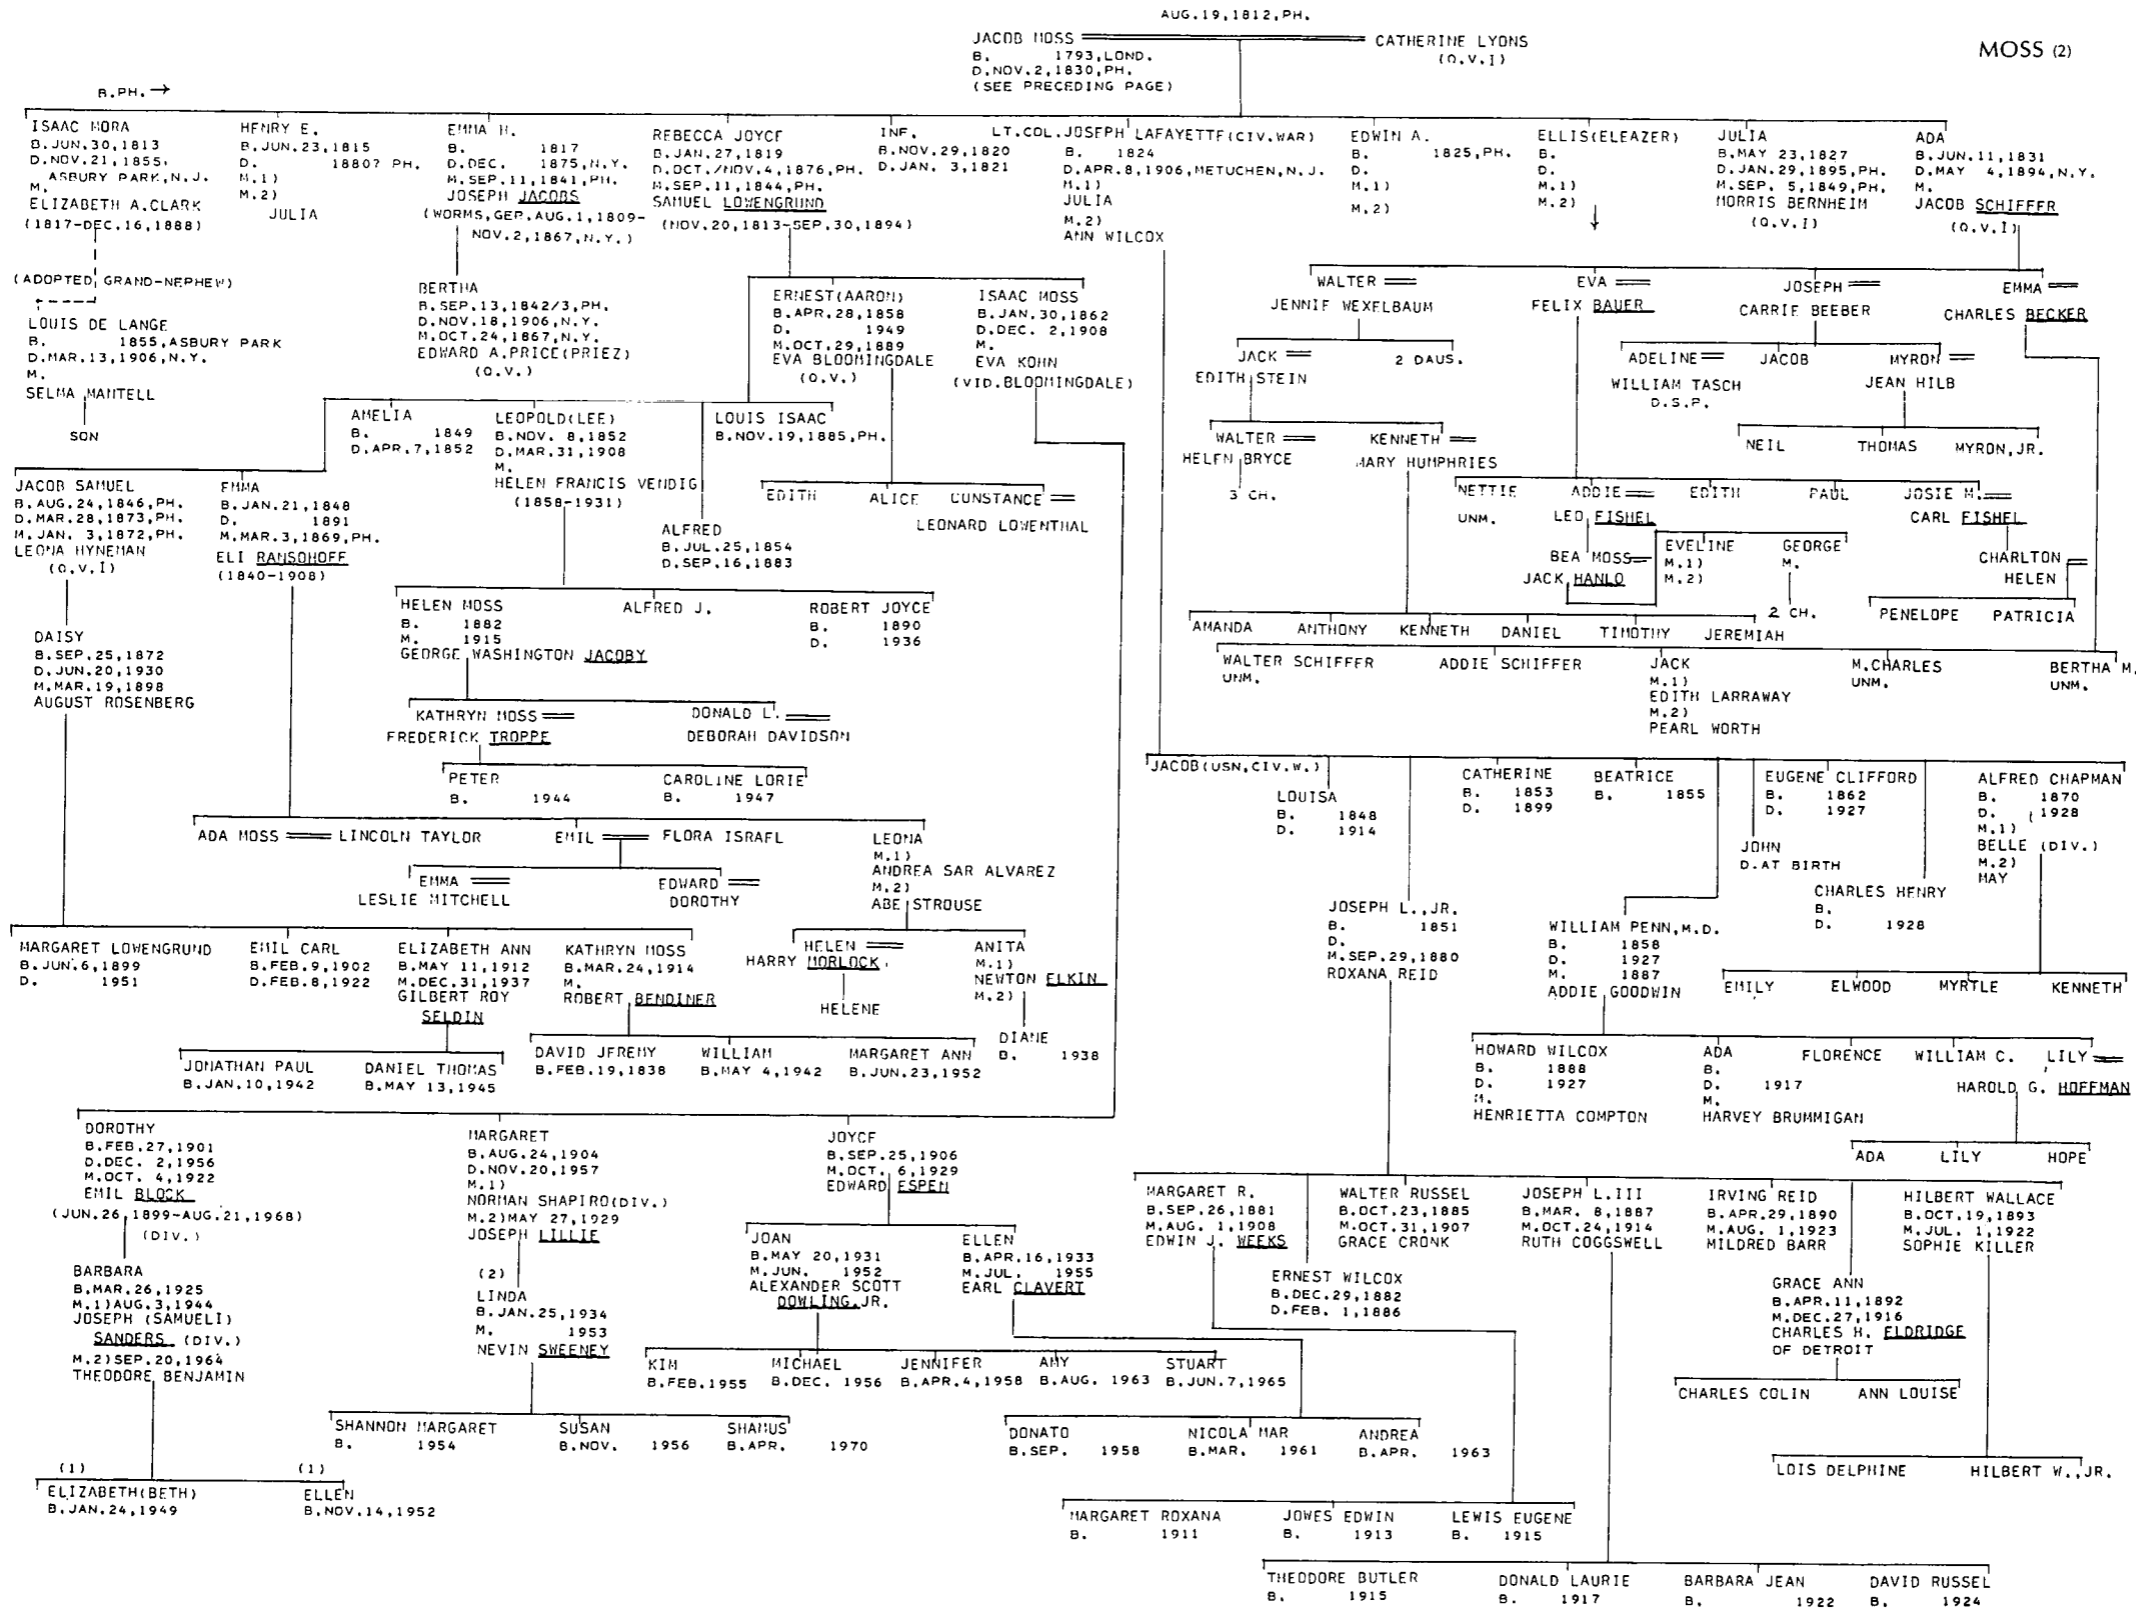 AUG.19,1812,PH.
JACOB MOSS
CATHERINE LYONS
B. 1793,LOND.
(Q.V.I)
D.NOV.2,1830,PH.
(SEE PRECEDING PAGE)
MOSS (2)
B.PH. →
ISAAC MORA
B.JUN.30,1813
D.NOV.21,1855,
ASBURY PARK,N.J.
M.
ELIZABETH A.CLARK
(1817-DEC.16,1888)
(ADOPTED GRAND-NEPHEW)
LOUIS DE LANGE
B. 1855,ASBURY PARK
D.MAR.13,1906,N.Y.
M.
SELMA MANTELL
SON
HENRY E.
B.JUN.23,1815
D. 1880? PH.
M.1)
M.2)
JULIA
EMMA H.
B. 1817
D.DEC. 1875,N.Y.
M.SEP.11,1841,PH.
JOSEPH JACOBS
(WORMS,GER.AUG.1,1809-
NOV.2,1867,N.Y.)
BERTHA
B.SEP.13,1842/3,PH.
D.NOV.18,1906,N.Y.
M.OCT.24,1867,N.Y.
EDWARD A.PRICE(PRIEZ)
(Q.V.)
REBECCA JOYCE
B.JAN.27,1819
D.OCT./NOV.4,1876,PH.
M.SEP.11,1844,PH.
SAMUEL LOWENGRUND
(NOV.20,1813-SEP.30,1894)
INF.
B.NOV.29,1820
D.JAN. 3,1821
LT.COL.JOSEPH LAFAYETTE(CIV.WAR)
B. 1824
D.APR.8,1906,METUCHEN,N.J.
M.1)
JULIA
M.2)
ANN WILCOX
EDWIN A.
B. 1825,PH.
D.
M.1)
M.2)
ELLIS(ELEAZER)
B.
D.
M.1)
M.2)
JULIA
B.MAY 23,1827
D.JAN.29,1895,PH.
M.SEP. 5,1849,PH.
MORRIS BERNHEIM
(Q.V.I)
ADA
B.JUN.11,1831
D.MAY 4,1894,N.Y.
M.
JACOB SCHIFFER
(Q.V.I)
ERNEST(AARON)
B.APR.28,1858
D. 1949
M.OCT.29,1889
EVA BLOOMINGDALE
(Q.V.)
ISAAC MOSS
B.JAN.30,1862
D.DEC. 2,1908
M.
EVA KOHN
(VID.BLOOMINGDALE)
WALTER
JENNIE WEXELBAUM
EVA
FELIX BAUER
JOSEPH
CARRIE BEEBER
EMMA
CHARLES BECKER
JACK
EDITH STEIN
2 DAUS.
ADELINE
WILLIAM TASCH
D.S.P.
JACOB
MYRON
JEAN HILB
NEIL
THOMAS
MYRON,JR.
WALTER
HELEN BRYCE
3 CH.
KENNETH
MARY HUMPHRIES
AMELIA
B. 1849
D.APR.7,1852
LEOPOLD(LEE)
B.NOV. 8,1852
D.MAR.31,1908
M.
HELEN FRANCIS VENDIG
(1858-1931)
LOUIS ISAAC
B.NOV.19,1885,PH.
ALFRED
B.JUL.25,1854
D.SEP.16,1883
EDITH
ALICE
CUNSTANCE
LEONARD LOWENTHAL
JACOB SAMUEL
B.AUG.24,1846,PH.
D.MAR.28,1873,PH.
M.JAN. 3,1872,PH.
LEONA HYNEMAN
(Q.V.I)
EMMA
B.JAN.21,1848
D. 1891
M.MAR.3,1869,PH.
ELI RANSOHOFF
(1840-1908)
NETTIE
UNM.
ADDIE
LEO FISHEL
EDITH
PAUL
JOSIE M.
CARL FISHEL
BEA MOSS
JACK HANLO
EVELINE
M.1)
M.2)
GEORGE
M.
2 CH.
CHARLTON
HELEN
PENELOPE
PATRICIA
DAISY
B.SEP.25,1872
D.JUN.20,1930
M.MAR.19,1898
AUGUST ROSENBERG
HELEN MOSS
B. 1882
M. 1915
GEORGE WASHINGTON JACOBY
ALFRED J.
ROBERT JOYCE
B. 1890
D. 1936
AMANDA
ANTHONY
KENNETH
DANIEL
TIMOTHY
JEREMIAH
WALTER SCHIFFER
UNM.
ADDIE SCHIFFER
JACK
M.1)
EDITH LARRAWAY
M.2)
PEARL WORTH
M.CHARLES
UNM.
BERTHA M.
UNM.
KATHRYN MOSS
FREDERICK TROPPE
DONALD L.
DEBORAH DAVIDSON
PETER
B. 1944
CAROLINE LORIE
B. 1947
JACOB(USN,CIV.W.)
LOUISA
B. 1848
D. 1914
CATHERINE
B. 1853
D. 1899
BEATRICE
B. 1855
EUGENE CLIFFORD
B. 1862
D. 1927
ALFRED CHAPMAN
B. 1870
D. 1928
M.1)
BELLE (DIV.)
M.2)
MAY
JOHN
D.AT BIRTH
CHARLES HENRY
B.
D. 1928
ADA MOSS
LINCOLN TAYLOR
EMIL
FLORA ISRAEL
LEONA
M.1)
ANDREA SAR ALVAREZ
M.2)
ABE STROUSE
EMMA
LESLIE MITCHELL
EDWARD
DOROTHY
JOSEPH L.,JR.
B. 1851
D.
M.SEP.29,1880
ROXANA REID
WILLIAM PENN,M.D.
B. 1858
D. 1927
M. 1887
ADDIE GOODWIN
EMILY
ELWOOD
MYRTLE
KENNETH
MARGARET LOWENGRUND
B.JUN.6,1899
D. 1951
EMIL CARL
B.FEB.9,1902
D.FEB.8,1922
ELIZABETH ANN
B.MAY 11,1912
M.DEC.31,1937
GILBERT ROY
SELDIN
KATHRYN MOSS
B.MAR.24,1914
M.
ROBERT BENDINER
HELEN
HARRY MORLOCK.
HELENE
ANITA
M.1)
NEWTON ELKIN
M.2)
DIANE
B. 1938
JONATHAN PAUL
B.JAN.10,1942
DANIEL THOMAS
B.MAY 13,1945
DAVID JEREMY
B.FEB.19,1838
WILLIAM
B.MAY 4,1942
MARGARET ANN
B.JUN.23,1952
HOWARD WILCOX
B. 1888
D. 1927
M.
HENRIETTA COMPTON
ADA
B.
D. 1917
M.
HARVEY BRUMMIGAN
FLORENCE
WILLIAM C.
LILY
HAROLD G. HOFFMAN
ADA
LILY
HOPE
DOROTHY
B.FEB.27,1901
D.DEC. 2,1956
M.OCT. 4,1922
EMIL BLOCK
(JUN.26,1899-AUG.21,1968)
(DIV.)
MARGARET
B.AUG.24,1904
D.NOV.20,1957
M.1)
NORMAN SHAPIRO(DIV.)
M.2)MAY 27,1929
JOSEPH LILLIE
JOYCE
B.SEP.25,1906
M.OCT. 6,1929
EDWARD ESPEN
MARGARET R.
B.SEP.26,1881
M.AUG. 1,1908
EDWIN J. WEEKS
WALTER RUSSEL
B.OCT.23,1885
M.OCT.31,1907
GRACE CRONK
JOSEPH L.III
B.MAR. 8,1887
M.OCT.24,1914
RUTH COGGSWELL
IRVING REID
B.APR.29,1890
M.AUG. 1,1923
MILDRED BARR
HILBERT WALLACE
B.OCT.19,1893
M.JUL. 1,1922
SOPHIE KILLER
BARBARA
B.MAR.26,1925
M.1)AUG.3,1944
JOSEPH (SAMUELI)
SANDERS (DIV.)
M.2)SEP.20,1964
THEODORE BENJAMIN
(2)
LINDA
B.JAN.25,1934
M. 1953
NEVIN SWEENEY
JOAN
B.MAY 20,1931
M.JUN. 1952
ALEXANDER SCOTT
DOWLING,JR.
ELLEN
B.APR.16,1933
M.JUL. 1955
EARL CLAVERT
ERNEST WILCOX
B.DEC.29,1882
D.FEB. 1,1886
GRACE ANN
B.APR.11,1892
M.DEC.27,1916
CHARLES H. ELDRIDGE
OF DETROIT
KIM
B.FEB.1955
MICHAEL
B.DEC. 1956
JENNIFER
B.APR.4,1958
AMY
B.AUG. 1963
STUART
B.JUN.7,1965
CHARLES COLIN
ANN LOUISE
SHANNON MARGARET
B. 1954
SUSAN
B.NOV. 1956
SHAMUS
B.APR. 1970
DONATO
B.SEP. 1958
NICOLA MAR
B.MAR. 1961
ANDREA
B.APR. 1963
LOIS DELPHINE
HILBERT W.,JR.
(1)
ELIZABETH(BETH)
B.JAN.24,1949
(1)
ELLEN
B.NOV.14,1952
MARGARET ROXANA
B. 1911
JOWES EDWIN
B. 1913
LEWIS EUGENE
B. 1915
THEODORE BUTLER
B. 1915
DONALD LAURIE
B. 1917
BARBARA JEAN
B. 1922
DAVID RUSSEL
B. 1924